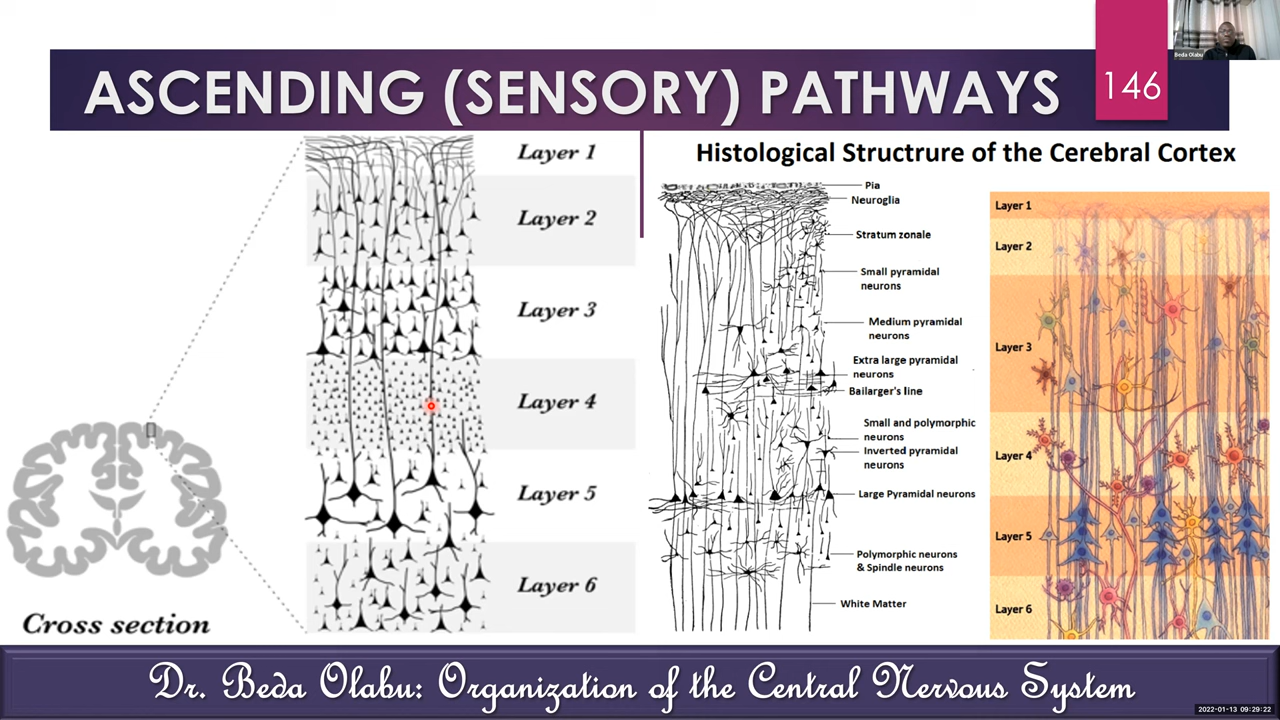 Beda Olabu
146
ASCENDING (SENSORY) PATHWAYS
Layer 1
Layer 2
Layer 3
Layer 4
Layer 5
Layer 6
Cross section
Histological Structrure of the Cerebral Cortex
Pia
Neuroglia
Stratum zonale
Small pyramidal
neurons
Medium pyramidal
neurons
Extra large pyramidal
neurons
Bailarger's line
Small and polymorphic
neurons
Inverted pyramidal
neurons
Large Pyramidal neurons
Polymorphic neurons
& Spindle neurons
White Matter
Layer 1
Layer 2
Layer 3
Layer 4
Layer 5
Layer 6
Dr. Beda Olabu: Organization of the Central Nervous System
2022-01-13 09:29:22